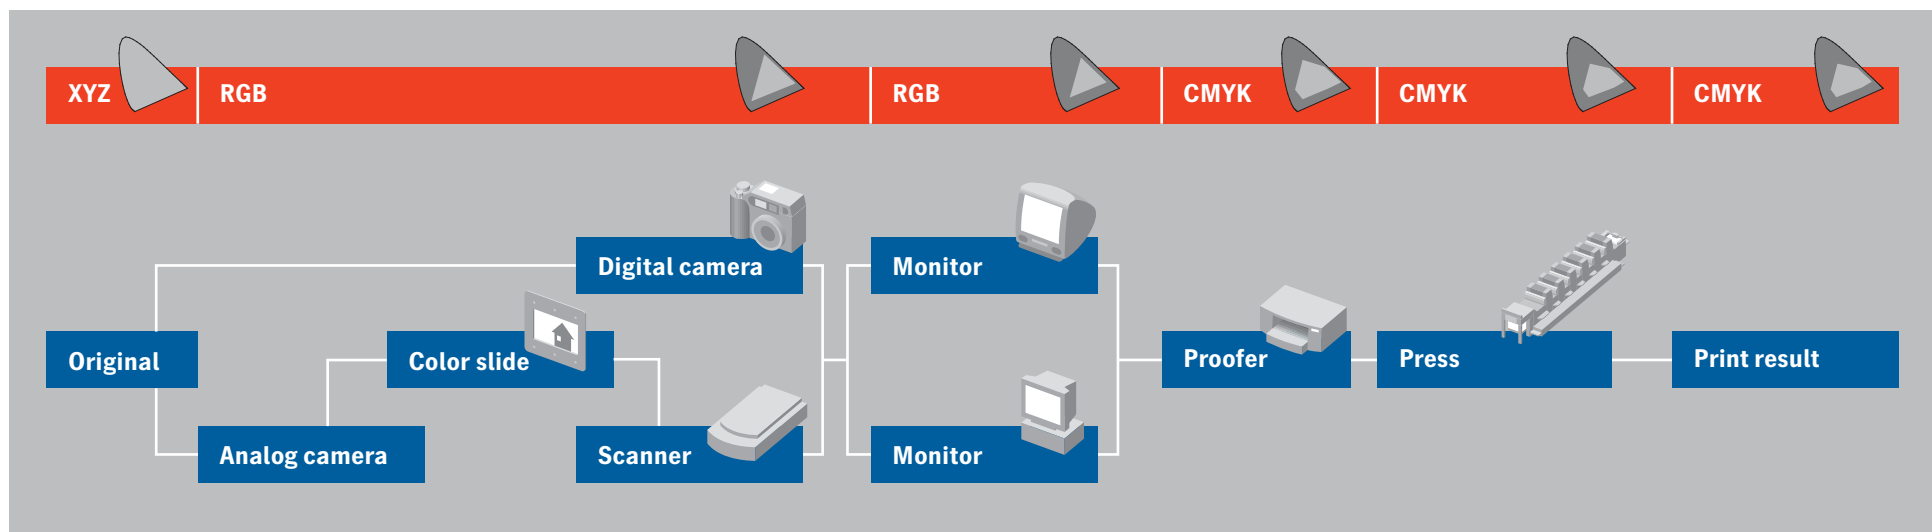 XYZ
RGB
RGB
CMYK
CMYK
CMYK
Digital camera
Monitor
Original
Color slide
Proofer
Press
Print result
Analog camera
Scanner
Monitor